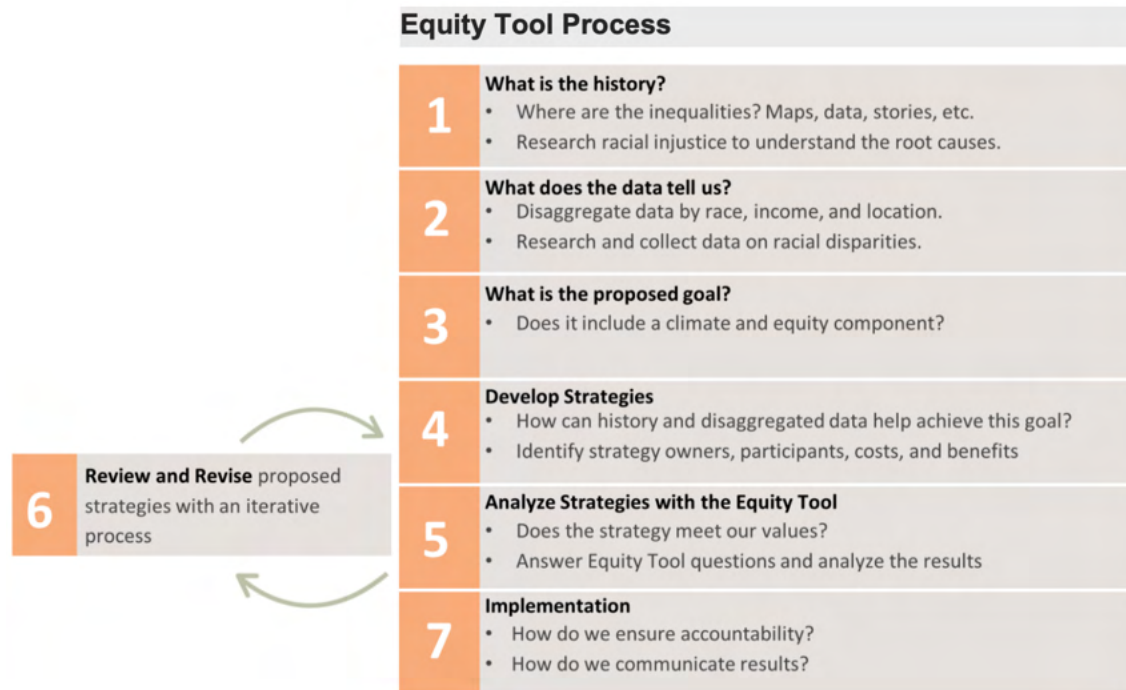 Equity Tool Process
1
What is the history?
• Where are the inequalities? Maps, data, stories, etc.
• Research racial injustice to understand the root causes.
2
What does the data tell us?
• Disaggregate data by race, income, and location.
• Research and collect data on racial disparities.
3
What is the proposed goal?
• Does it include a climate and equity component?
4
Develop Strategies
• How can history and disaggregated data help achieve this goal?
• Identify strategy owners, participants, costs, and benefits
5
Analyze Strategies with the Equity Tool
• Does the strategy meet our values?
• Answer Equity Tool questions and analyze the results
6
Review and Revise proposed
strategies with an iterative
process
7
Implementation
• How do we ensure accountability?
• How do we communicate results?